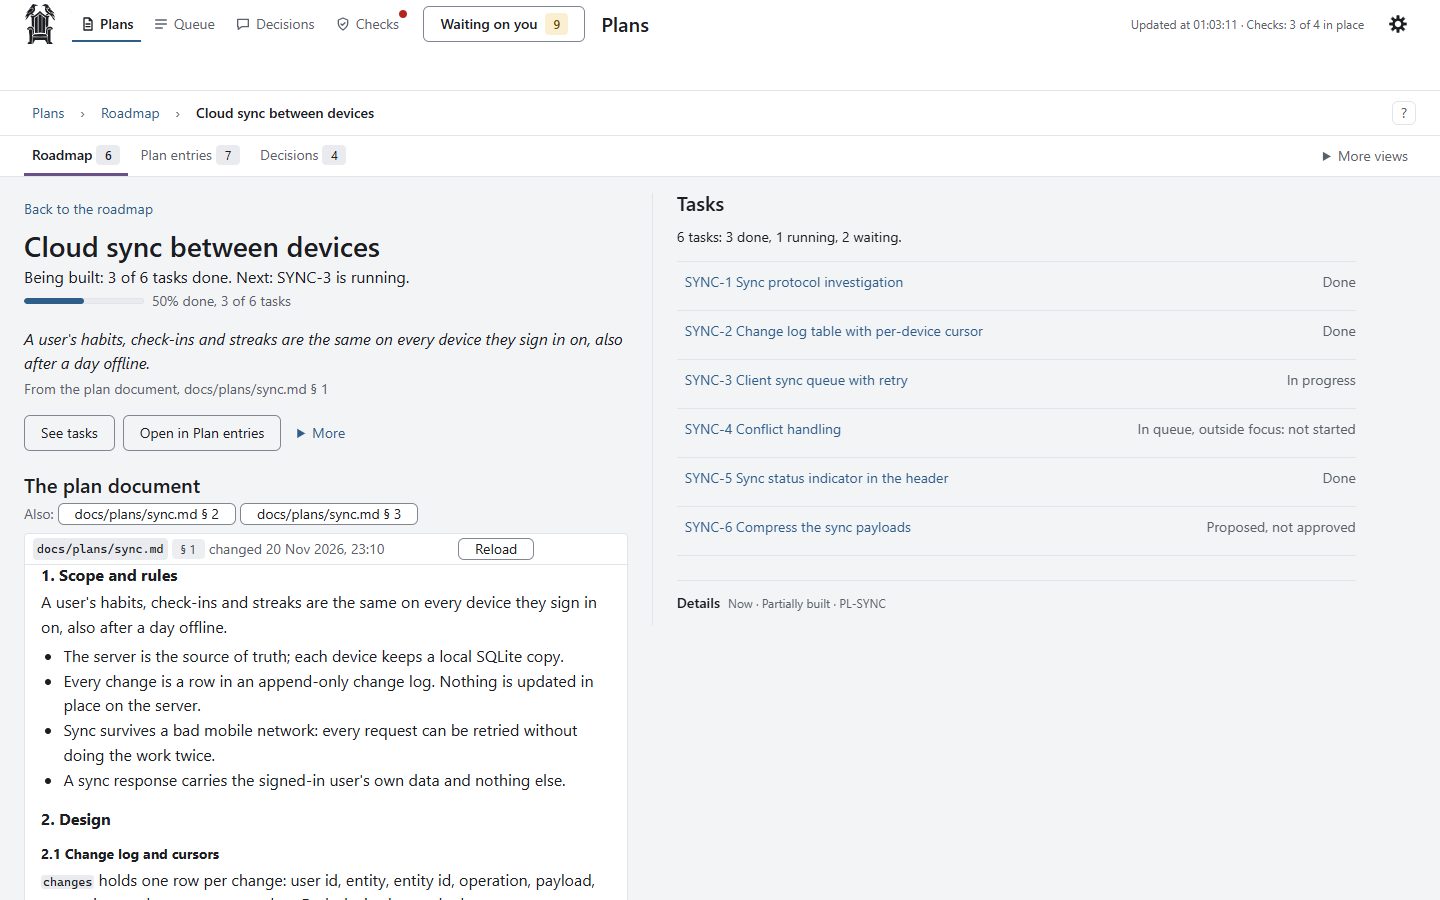 Plans
Queue
Decisions
Checks
Waiting on you 9
Plans
Updated at 01:03:11 · Checks: 3 of 4 in place
Plans › Roadmap › Cloud sync between devices
?
Roadmap 6
Plan entries 7
Decisions 4
More views
Back to the roadmap
Cloud sync between devices
Being built: 3 of 6 tasks done. Next: SYNC-3 is running.
50% done, 3 of 6 tasks
A user's habits, check-ins and streaks are the same on every device they sign in on, also
after a day offline.
From the plan document, docs/plans/sync.md § 1
See tasks
Open in Plan entries
More
The plan document
Also: docs/plans/sync.md § 2 docs/plans/sync.md § 3
docs/plans/sync.md § 1 changed 20 Nov 2026, 23:10 Reload
1. Scope and rules
A user's habits, check-ins and streaks are the same on every device they sign in
on, also after a day offline.
• The server is the source of truth; each device keeps a local SQLite copy.
• Every change is a row in an append-only change log. Nothing is updated in
place on the server.
• Sync survives a bad mobile network: every request can be retried without
doing the work twice.
• A sync response carries the signed-in user's own data and nothing else.
2. Design
2.1 Change log and cursors
changes holds one row per change: user id, entity, entity id, operation, payload,
Tasks
6 tasks: 3 done, 1 running, 2 waiting.
SYNC-1 Sync protocol investigation Done
SYNC-2 Change log table with per-device cursor Done
SYNC-3 Client sync queue with retry In progress
SYNC-4 Conflict handling In queue, outside focus: not started
SYNC-5 Sync status indicator in the header Done
SYNC-6 Compress the sync payloads Proposed, not approved
Details Now · Partially built · PL-SYNC